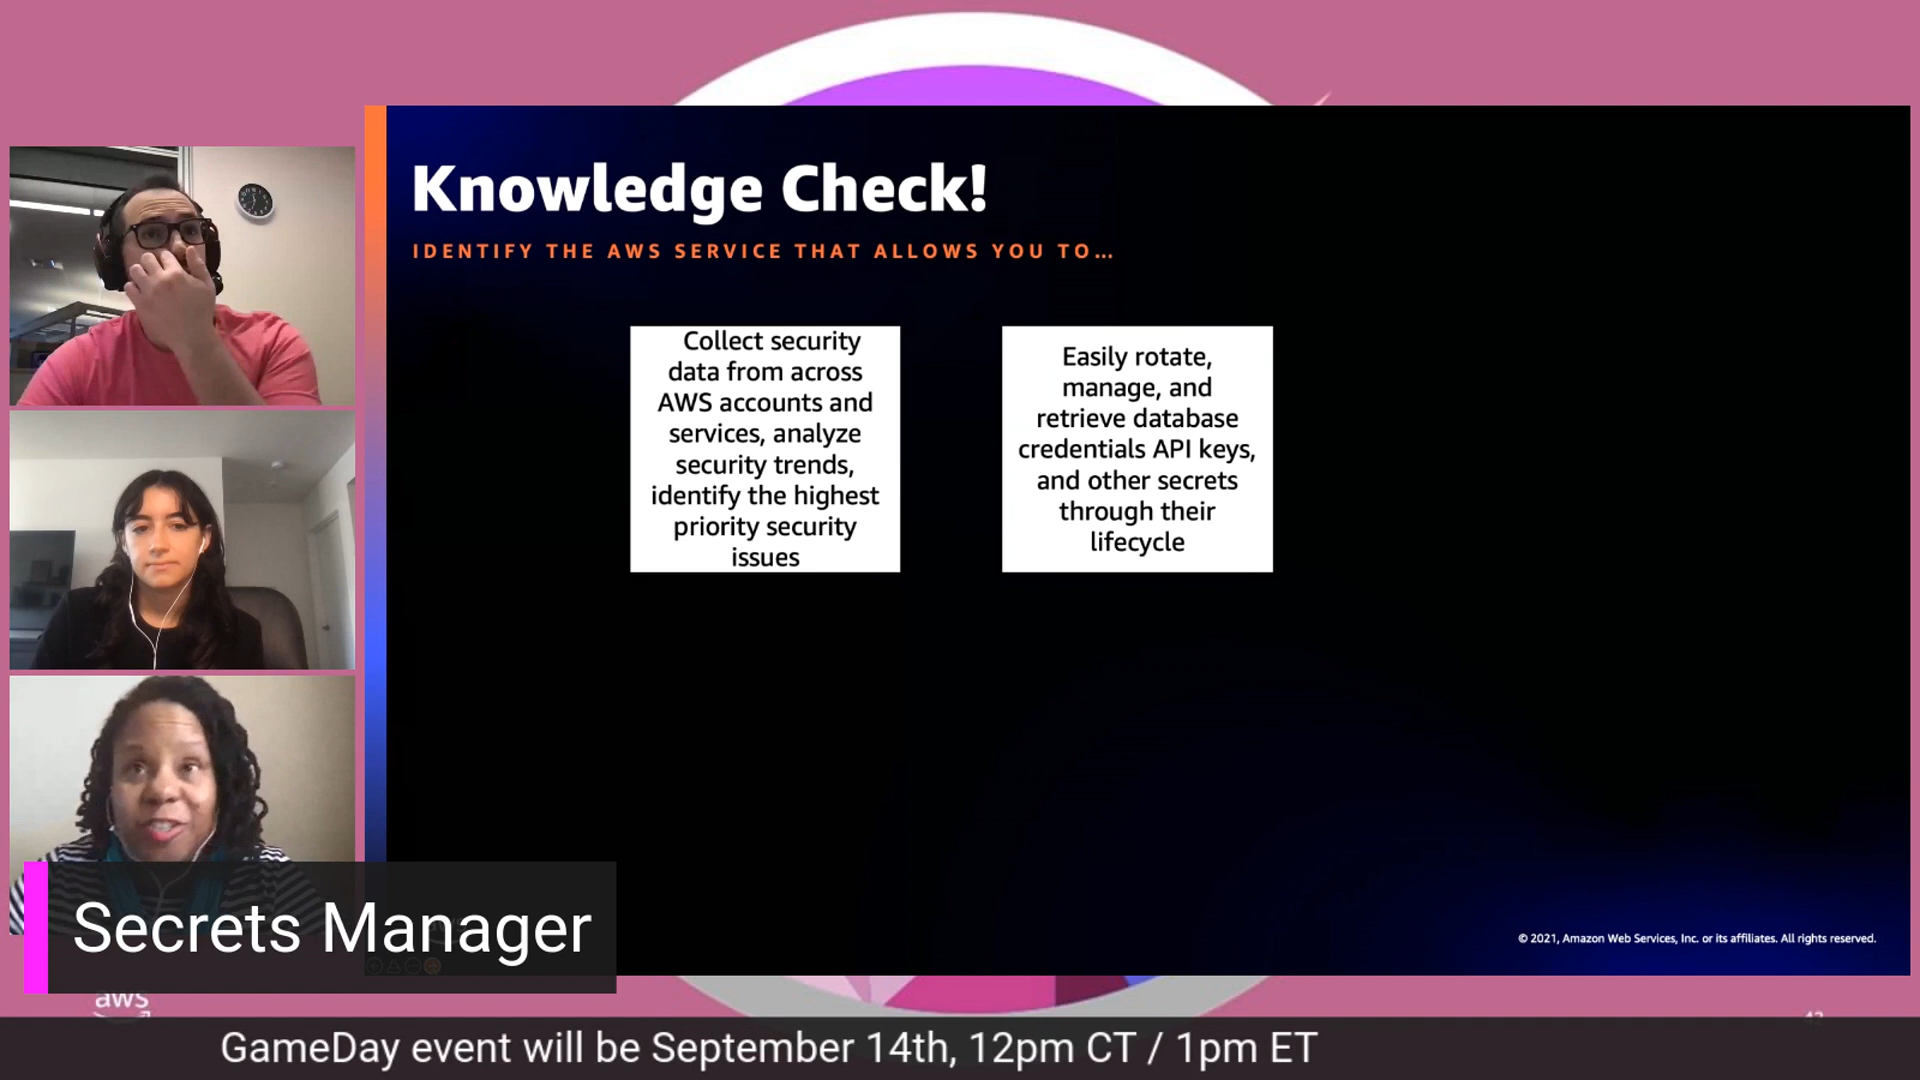 Knowledge Check!
IDENTIFY THE AWS SERVICE THAT ALLOWS YOU TO...
Collect security
data from across
AWS accounts and
services, analyze
security trends,
identify the highest
priority security
issues
Easily rotate,
manage, and
retrieve database
credentials API keys,
and other secrets
through their
lifecycle
Secrets Manager
© 2021, Amazon Web Services, Inc. or its affiliates. All rights reserved.
aws
GameDay event will be September 14th, 12pm CT / 1pm ET